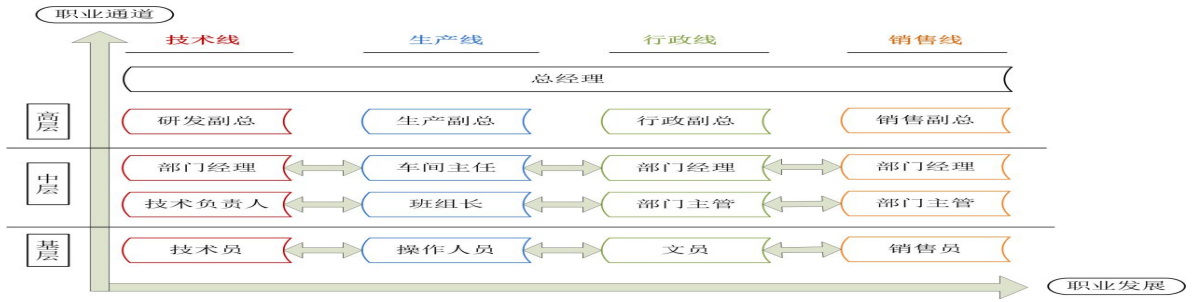 职业通道
技术线 生产线 行政线 销售线
总经理
高层 研发副总 生产副总 行政副总 销售副总
中层 部门经理 车间主任 部门经理 部门经理
技术负责人 班组长 部门主管 部门主管
基层 技术员 操作人员 文员 销售员
职业发展